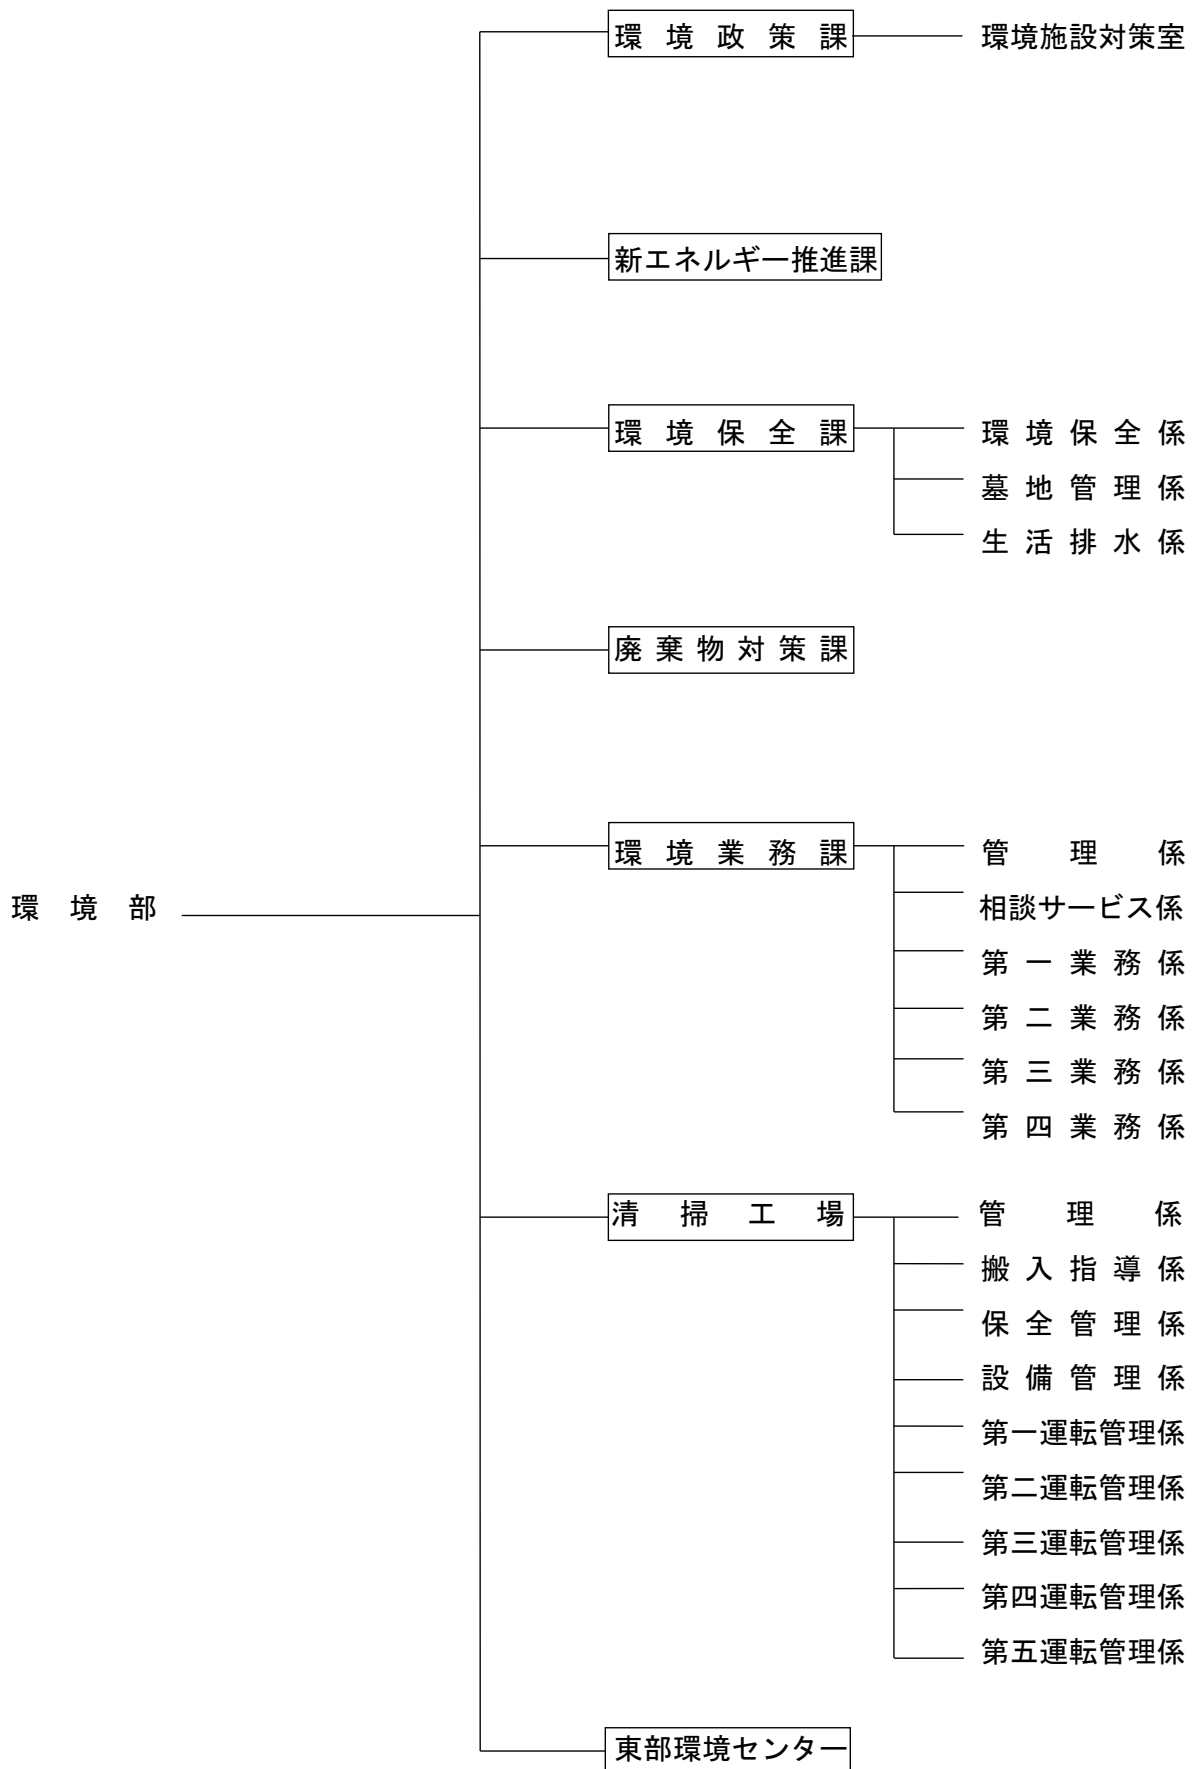 環境政策課 環境施設対策室
新エネルギー推進課
環境保全課 環境保全係
墓地管理係
生活排水係
廃棄物対策課
環境業務課 管理係
環境部 相談サービス係
第一業務係
第二業務係
第三業務係
第四業務係
清掃工場 管理係
搬入指導係
保全管理係
設備管理係
第一運転管理係
第二運転管理係
第三運転管理係
第四運転管理係
第五運転管理係
東部環境センター